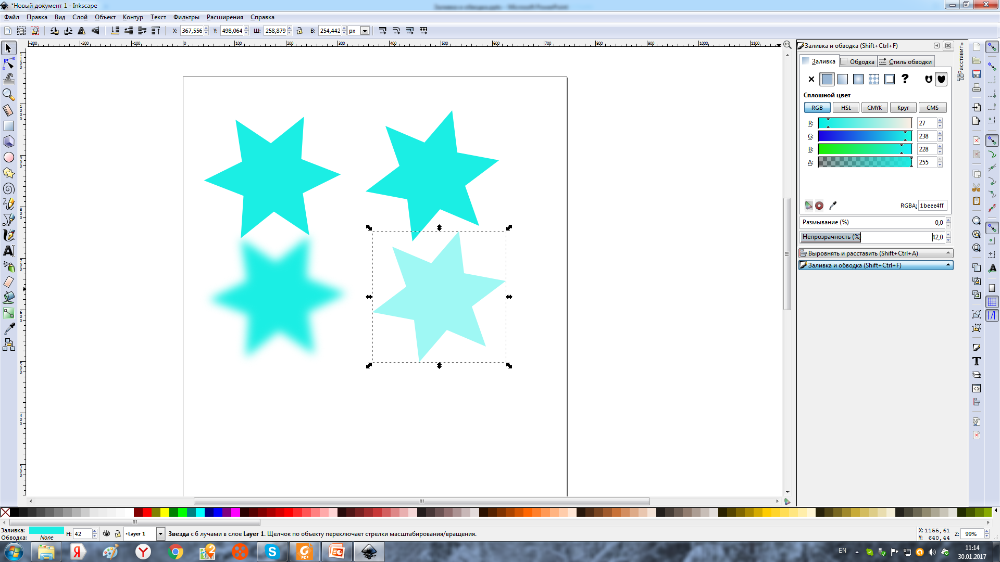 *Новый документ 1 - Inkscape
Файл Правка Вид Слой Объект Контур Текст Фильтры Расширения Справка
X: 367,556 Y: 498,064 Ш: 258,879 В: 254,442 px
-300 -200 -100 0 100 200 300 400 500 600 700 800 900 1000 1100
Заливка и обводка (Shift+Ctrl+F)
Расставить
Заливка Обводка Стиль обводки
Сплошной цвет
RGB HSL CMYK Круг CMS
R: 27
G: 238
B: 228
A: 255
RGBA: 1beee4ff
Размывание (%) 0,0
Непрозрачность (%) 42,0
Выровнять и расставить (Shift+Ctrl+A)
Заливка и обводка (Shift+Ctrl+F)
Заливка: Н: 42 Layer 1 Звезда с 6 лучами в слое Layer 1. Щелчок по объекту переключает стрелки масштабирования/вращения.
Обводка: None
X: 1155,61
Y: 640,44
Z: 99%
EN 11:14
30.01.2017